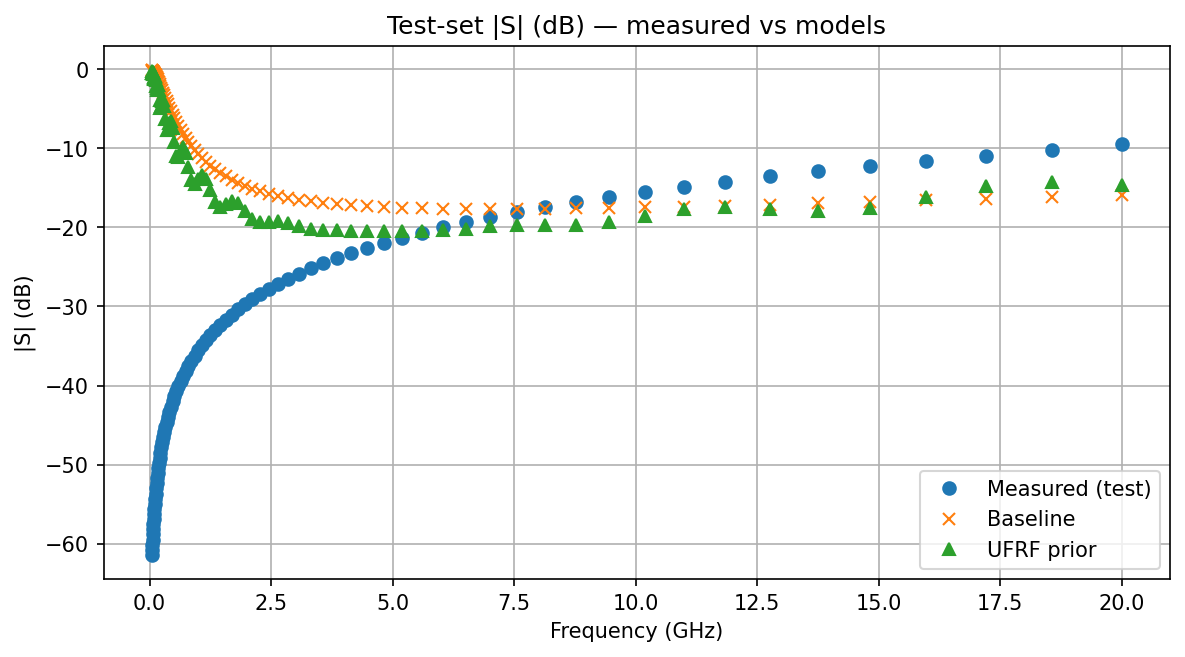 Test-set |S| (dB) — measured vs models
0
−10
−20
−30
−40
−50
−60
|S| (dB)
0.0 2.5 5.0 7.5 10.0 12.5 15.0 17.5 20.0
Frequency (GHz)
Measured (test)
Baseline
UFRF prior